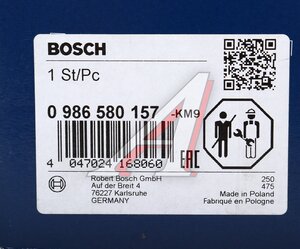 BOSCH
1 St/Pc
0 986 580 157 -KM9
4 047024 168060
EAC
Robert Bosch GmbH
Auf der Breit 4
76227 Karlsruhe
GERMANY
250
475
Made in Poland
Fabriqué en Pologne